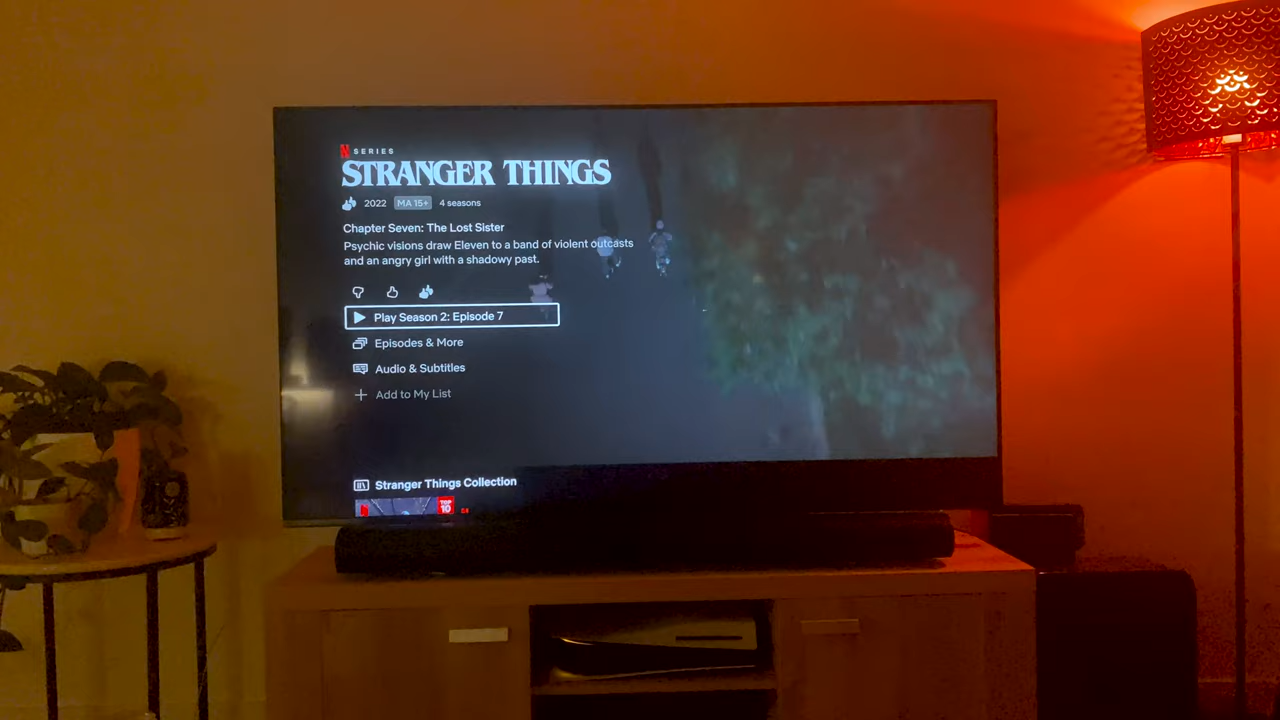 N SERIES
STRANGER THINGS
2022 MA 15+ 4 seasons
Chapter Seven: The Lost Sister
Psychic visions draw Eleven to a band of violent outcasts
and an angry girl with a shadowy past.
Play Season 2: Episode 7
Episodes & More
Audio & Subtitles
Add to My List
Stranger Things Collection
TOP
10